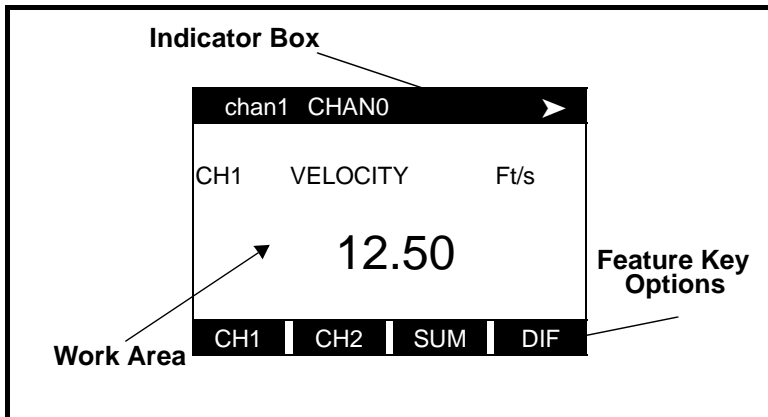 Indicator Box
chan1 CHAN0 ➤
CH1 VELOCITY Ft/s
12.50
Feature Key
Options
CH1 CH2 SUM DIF
Work Area